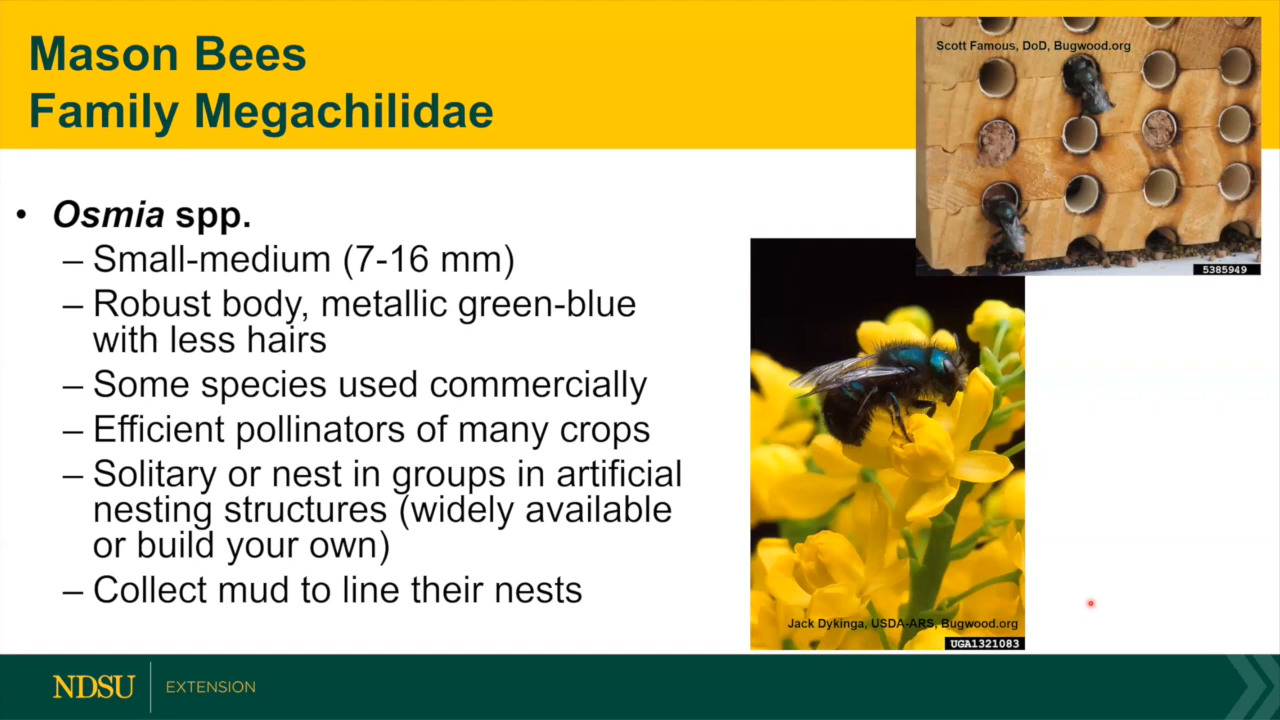 Mason Bees
Family Megachilidae
Scott Famous, DoD, Bugwood.org
5385949
• Osmia spp.
– Small-medium (7-16 mm)
– Robust body, metallic green-blue
with less hairs
– Some species used commercially
– Efficient pollinators of many crops
– Solitary or nest in groups in artificial
nesting structures (widely available
or build your own)
– Collect mud to line their nests
Jack Dykinga, USDA-ARS, Bugwood.org
UGA1321083
NDSU EXTENSION